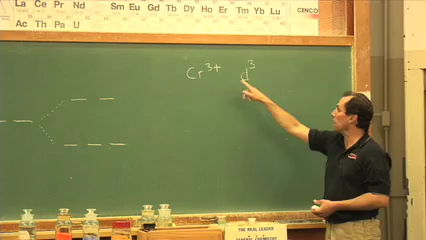 La Ce Pr Nd Sm Eu Gd Tb Dy Ho Er Tm Yb Lu CENCO
Ac Th Pa U
Cr³⁺ d³
THE REAL LEADER
GENERAL CHEMISTRY